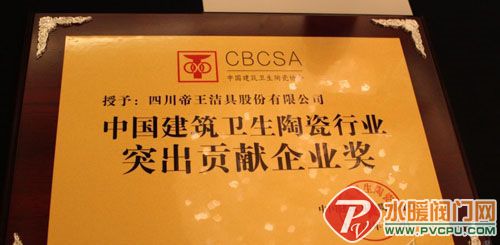 CBCSA
中国建筑卫生陶瓷协会
授予：四川帝王洁具股份有限公司
中国建筑卫生陶瓷行业
突出贡献企业奖
水暖阀门网
WWW.PVCPU.COM